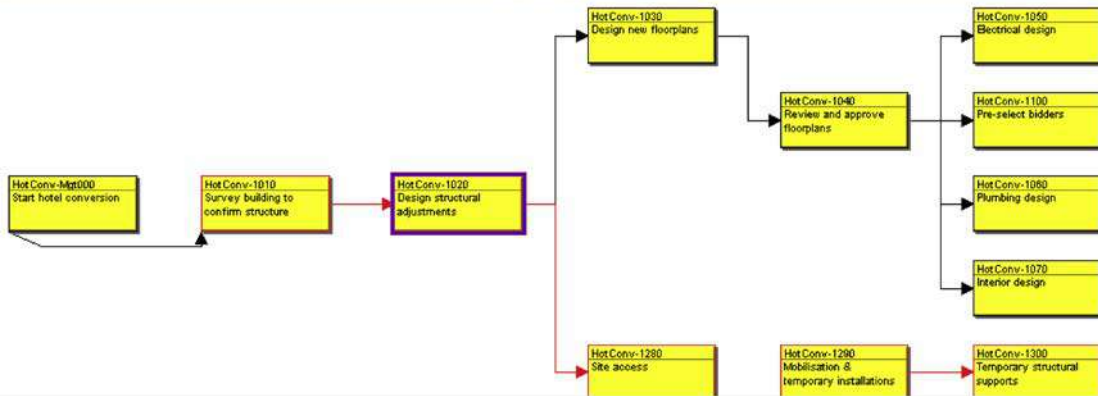 HotConv-1030
Design new floorplans
HotConv-1050
Electrical design
HotConv-1040
Review and approve
floorplans
HotConv-1100
Pre-select bidders
HotConv-Mgt000
Start hotel conversion
HotConv-1010
Survey building to
confirm structure
HotConv-1020
Design structural
adjustments
HotConv-1060
Plumbing design
HotConv-1070
Interior design
HotConv-1280
Site access
HotConv-1290
Mobilisation &
temporary installations
HotConv-1300
Temporary structural
supports